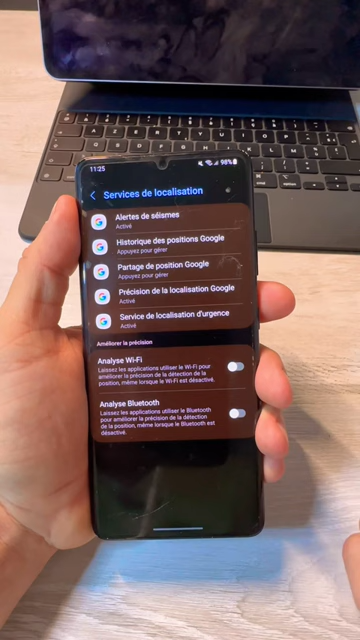 11:25
98%
Services de localisation
Alertes de séismes
Activé
Historique des positions Google
Appuyez pour gérer
Partage de position Google
Appuyez pour gérer
Précision de la localisation Google
Activé
Service de localisation d'urgence
Activé
Améliorer la précision
Analyse Wi-Fi
Laissez les applications utiliser le Wi-Fi pour
améliorer la précision de la détection de la
position, même lorsque le Wi-Fi est désactivé.
Analyse Bluetooth
Laissez les applications utiliser le Bluetooth
pour améliorer la précision de la détection
de la position, même lorsque le Bluetooth est
désactivé.